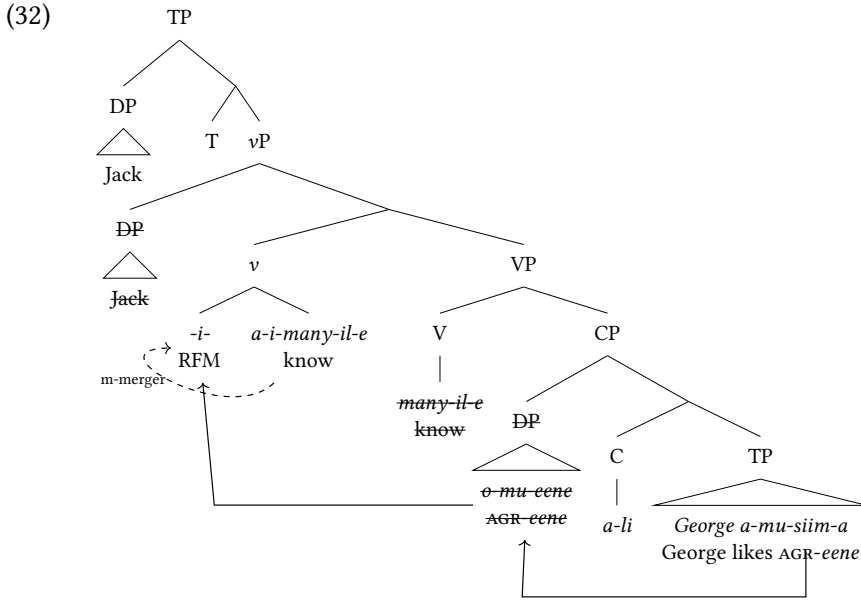 (32) TP
DP
T vP
Jack
DP
v VP
Jack
-i- a-i-many-il-e V CP
RFM know
m-merger
many-il-e DP
know
C TP
o-mu-eene
AGR-eene a-li George a-mu-siim-a
George likes AGR-eene